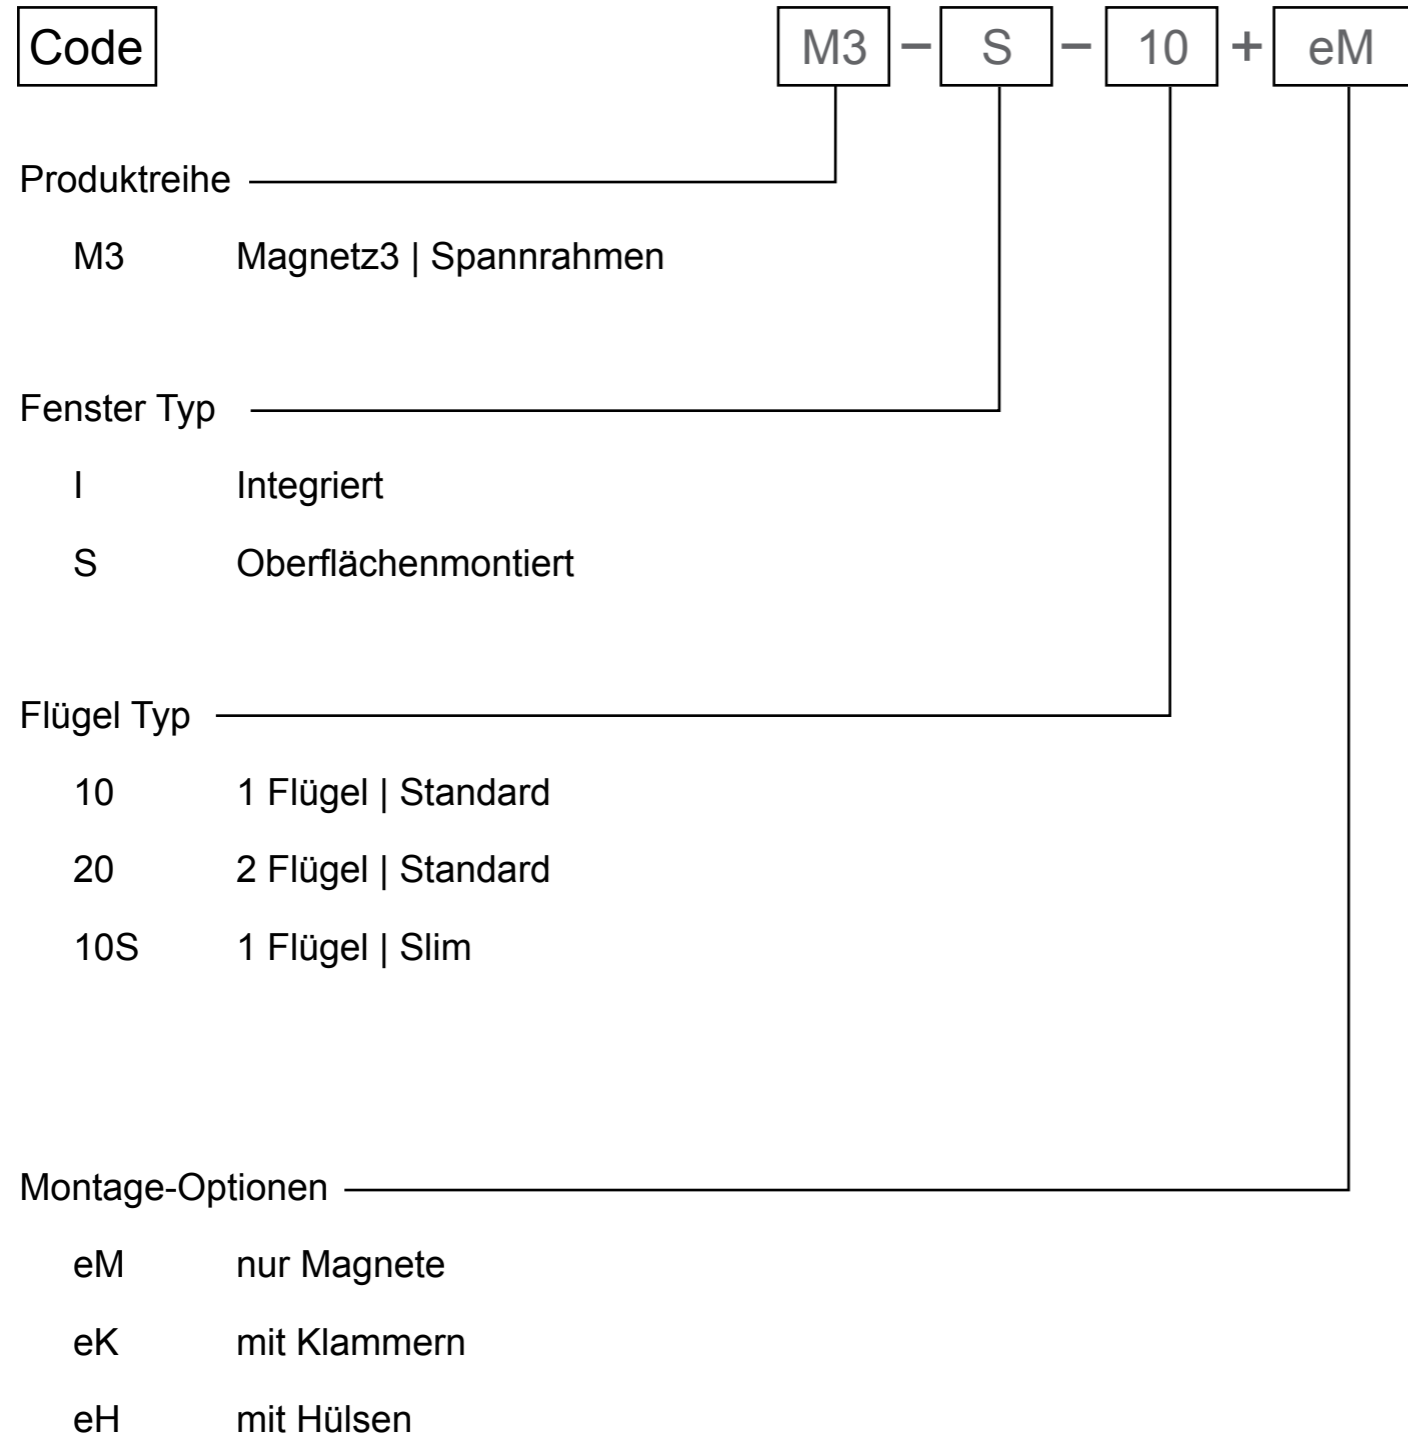 Code M3 – S – 10 + eM
Produktreihe
M3 Magnetz3 | Spannrahmen
Fenster Typ
I Integriert
S Oberflächenmontiert
Flügel Typ
10 1 Flügel | Standard
20 2 Flügel | Standard
10S 1 Flügel | Slim
Montage-Optionen
eM nur Magnete
eK mit Klammern
eH mit Hülsen